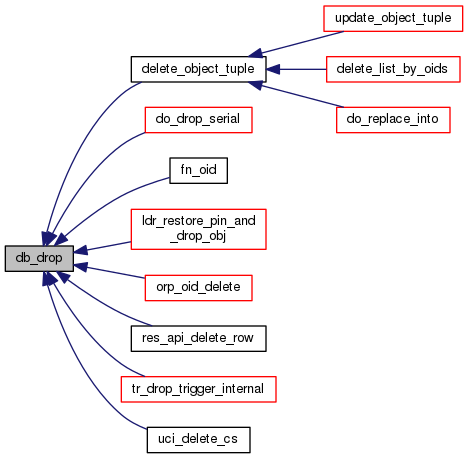 update_object_tuple
delete_object_tuple
delete_list_by_oids
do_replace_into
do_drop_serial
fn_oid
ldr_restore_pin_and
_drop_obj
db_drop
orp_oid_delete
res_api_delete_row
tr_drop_trigger_internal
uci_delete_cs